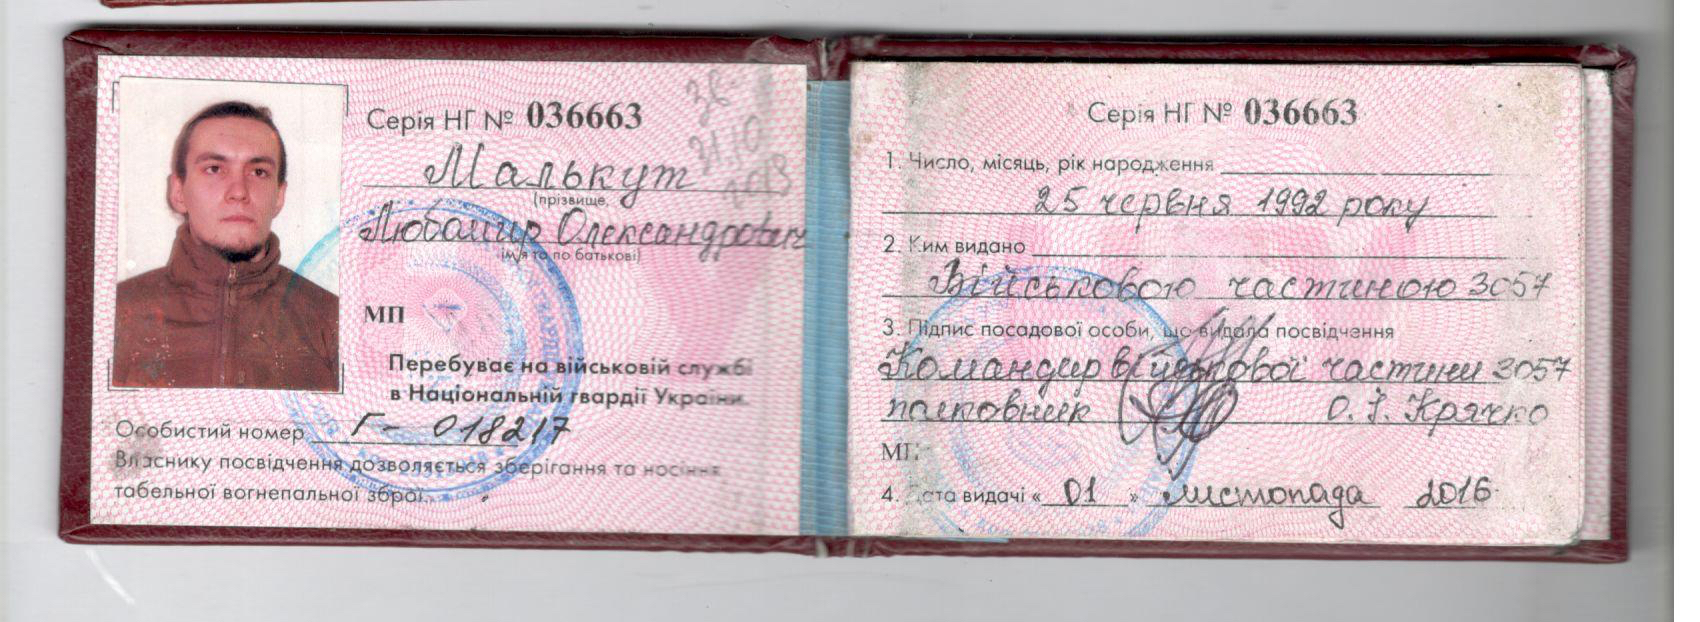 Серія НГ № 036663
Малькут
(прізвище,
Любомир Олександрович
ім'я та по батькові)
МП
Перебуває на військовій службі
в Національній гвардії України.
Особистий номер Г - 018217
Власнику посвідчення дозволяється зберігання та носіння
табельної вогнепальної зброї.
Серія НГ № 036663
1. Число, місяць, рік народження
25 червня 1992 року
2. Ким видано
Військовою частиною 3057
3. Підпис посадової особи, що видала посвідчення
Командир військової частини 3057
полковник О. І. Крячко
МП
4. Дата видачі « 01 » листопада 2016